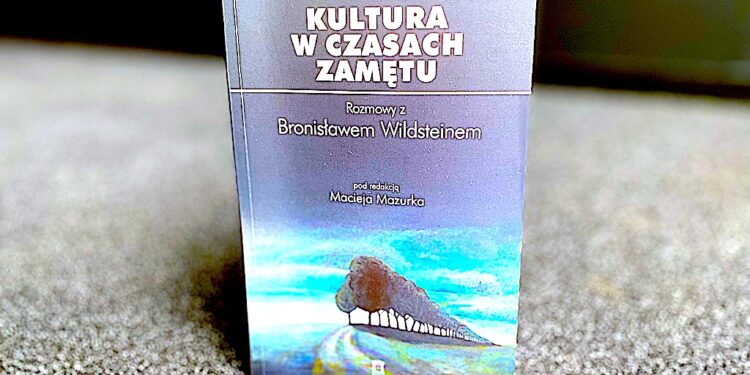 KULTURA
W CZASACH
ZAMĘTU
Rozmowy z
Bronisławem Wildsteinem
pod redakcją
Macieja Mazurka